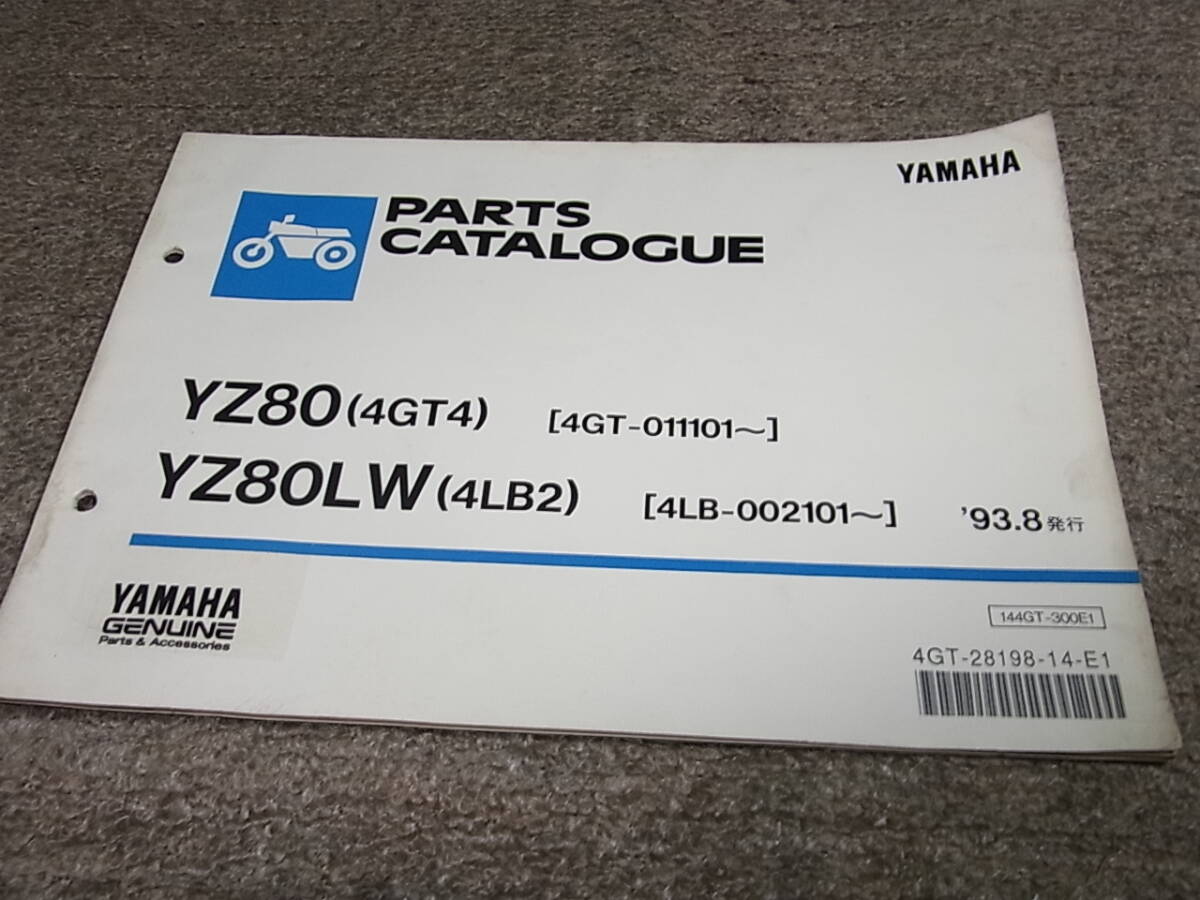 YAMAHA
PARTS
CATALOGUE
YZ80 (4GT4) [4GT-011101~]
YZ80LW (4LB2) [4LB-002101~] '93.8 発行
YAMAHA
GENUINE
Parts & Accessories
144GT-300E1
4GT-28198-14-E1